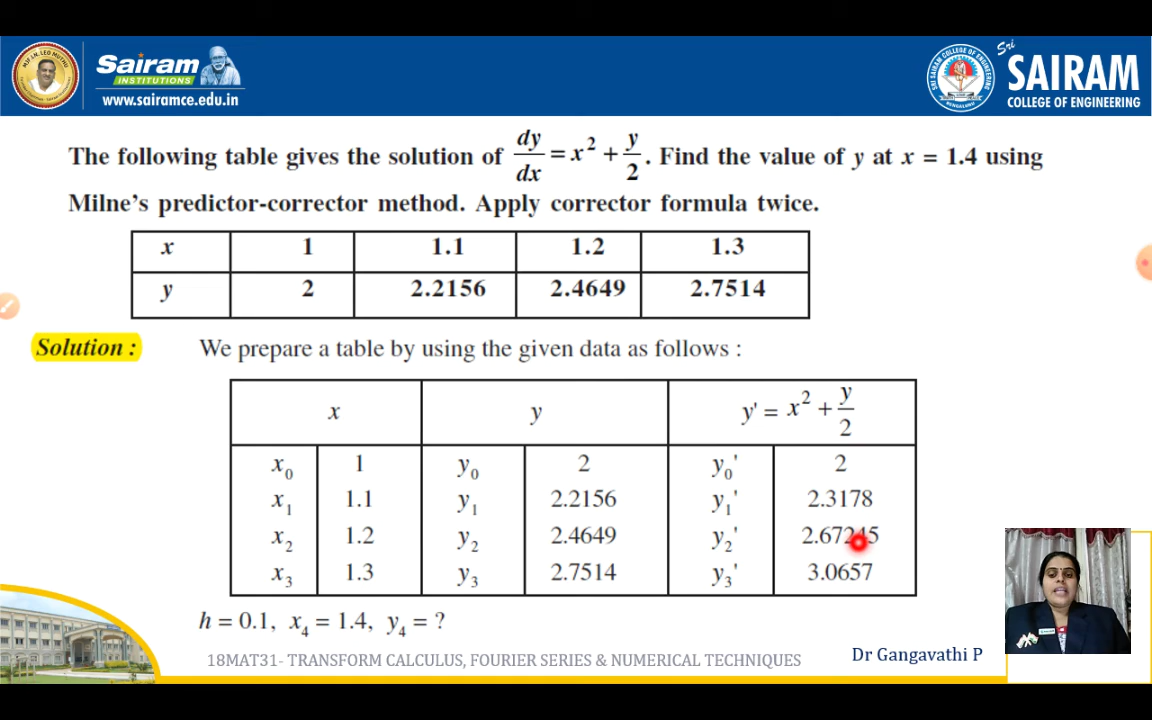 Sairam
INSTITUTIONS
www.sairamce.edu.in
Sri
SAIRAM
COLLEGE OF ENGINEERING
The following table gives the solution of dy/dx = x² + y/2. Find the value of y at x = 1.4 using
Milne's predictor-corrector method. Apply corrector formula twice.
x 1 1.1 1.2 1.3
y 2 2.2156 2.4649 2.7514
Solution : We prepare a table by using the given data as follows :
x y y' = x² + y/2
x₀ 1 y₀ 2 y₀' 2
x₁ 1.1 y₁ 2.2156 y₁' 2.3178
x₂ 1.2 y₂ 2.4649 y₂' 2.67245
x₃ 1.3 y₃ 2.7514 y₃' 3.0657
h = 0.1, x₄ = 1.4, y₄ = ?
18MAT31- TRANSFORM CALCULUS, FOURIER SERIES & NUMERICAL TECHNIQUES
Dr Gangavathi P